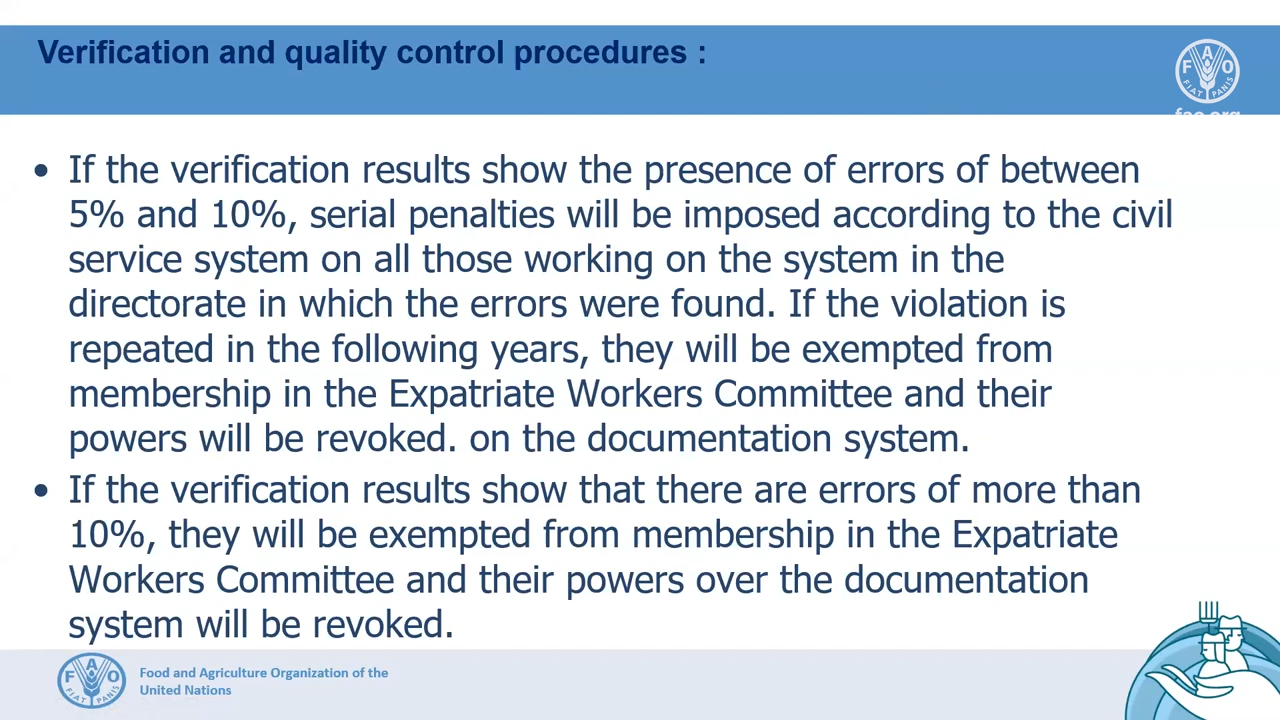 Verification and quality control procedures :
F A O
FIAT PANIS
fao.org
• If the verification results show the presence of errors of between
5% and 10%, serial penalties will be imposed according to the civil
service system on all those working on the system in the
directorate in which the errors were found. If the violation is
repeated in the following years, they will be exempted from
membership in the Expatriate Workers Committee and their
powers will be revoked. on the documentation system.
• If the verification results show that there are errors of more than
10%, they will be exempted from membership in the Expatriate
Workers Committee and their powers over the documentation
system will be revoked.
F A O
FIAT PANIS
Food and Agriculture Organization of the
United Nations